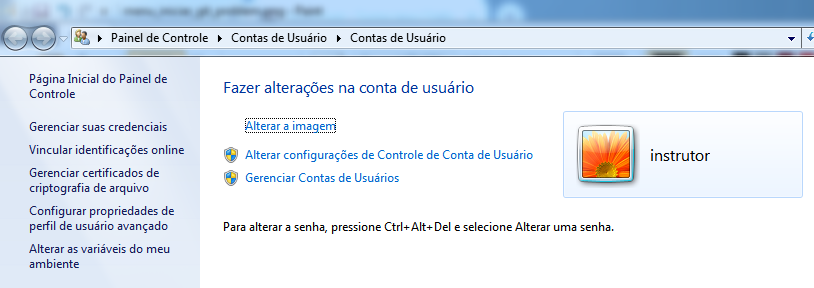 Painel de Controle Contas de Usuário Contas de Usuário
Página Inicial do Painel de
Controle
Gerenciar suas credenciais
Vincular identificações online
Gerenciar certificados de
criptografia de arquivo
Configurar propriedades de
perfil de usuário avançado
Alterar as variáveis do meu
ambiente
Fazer alterações na conta de usuário
Alterar a imagem
Alterar configurações de Controle de Conta de Usuário
Gerenciar Contas de Usuários
instrutor
Para alterar a senha, pressione Ctrl+Alt+Del e selecione Alterar uma senha.